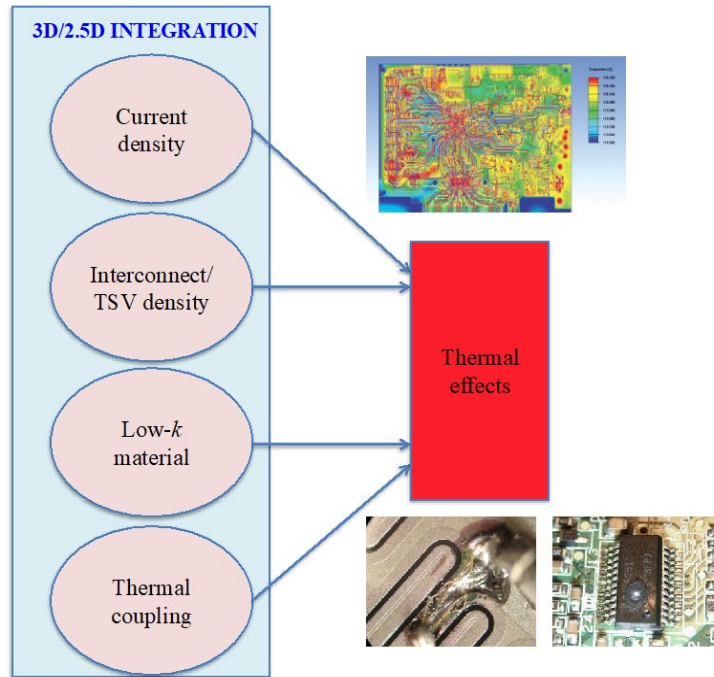 3D/2.5D INTEGRATION
Current
density
Interconnect/
TSV density
Low-k
material
Thermal
coupling
Thermal
effects